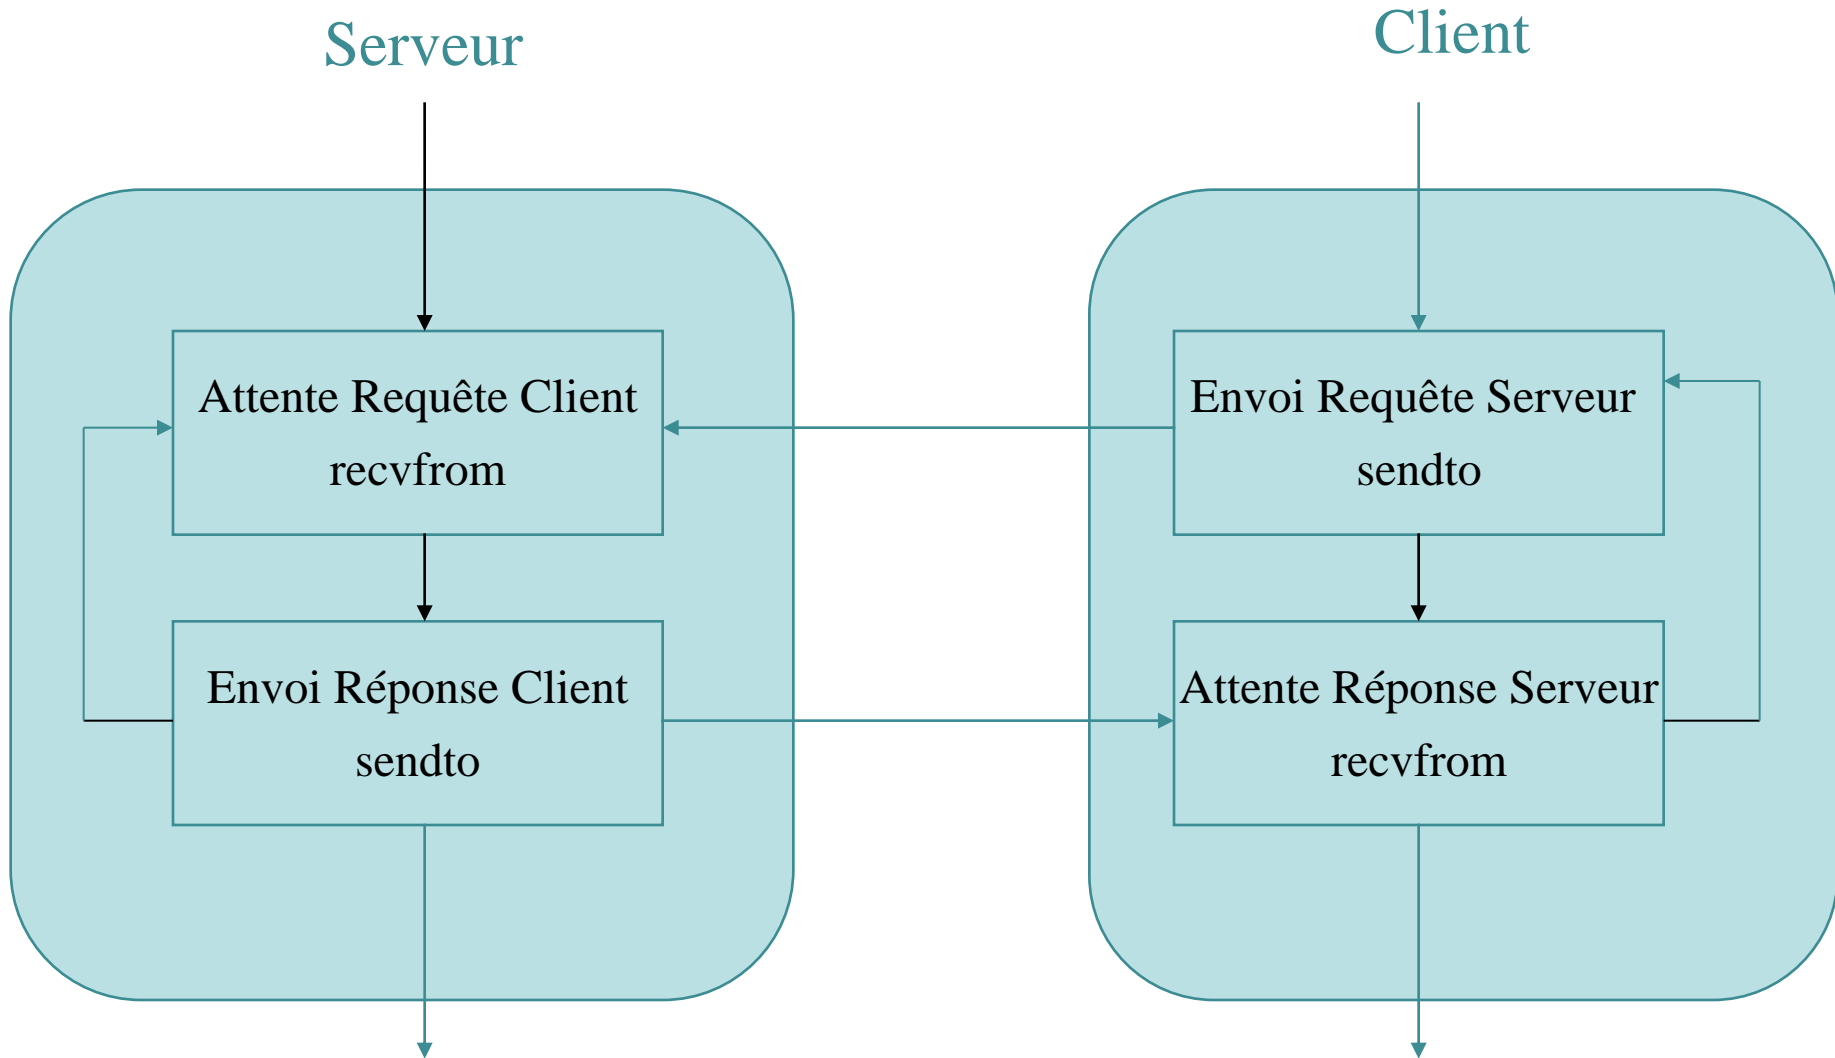 Serveur
Client
Attente Requête Client
recvfrom
Envoi Requête Serveur
sendto
Envoi Réponse Client
sendto
Attente Réponse Serveur
recvfrom